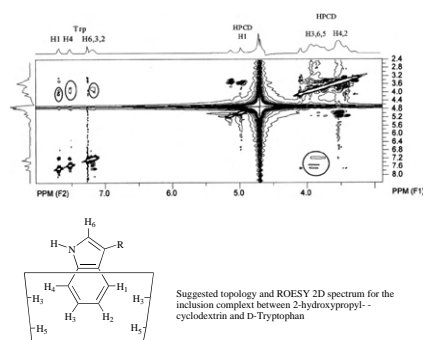 Trp
HPCD
HPCD
H1 H4 H6,3,2
H1
H3,6,5 H4,2
2.4
2.8
3.2
3.6
4.0
4.4
4.8
5.2
5.6
6.0
6.4
6.8
7.2
7.6
8.0
PPM (F2) 7.0 6.0 5.0 4.0 PPM (F1)
H6
H-N R
H4 H1
H3 H3
H3 H2
H5 H5
Suggested topology and ROESY 2D spectrum for the
inclusion complext between 2-hydroxypropyl- -
cyclodextrin and D-Tryptophan